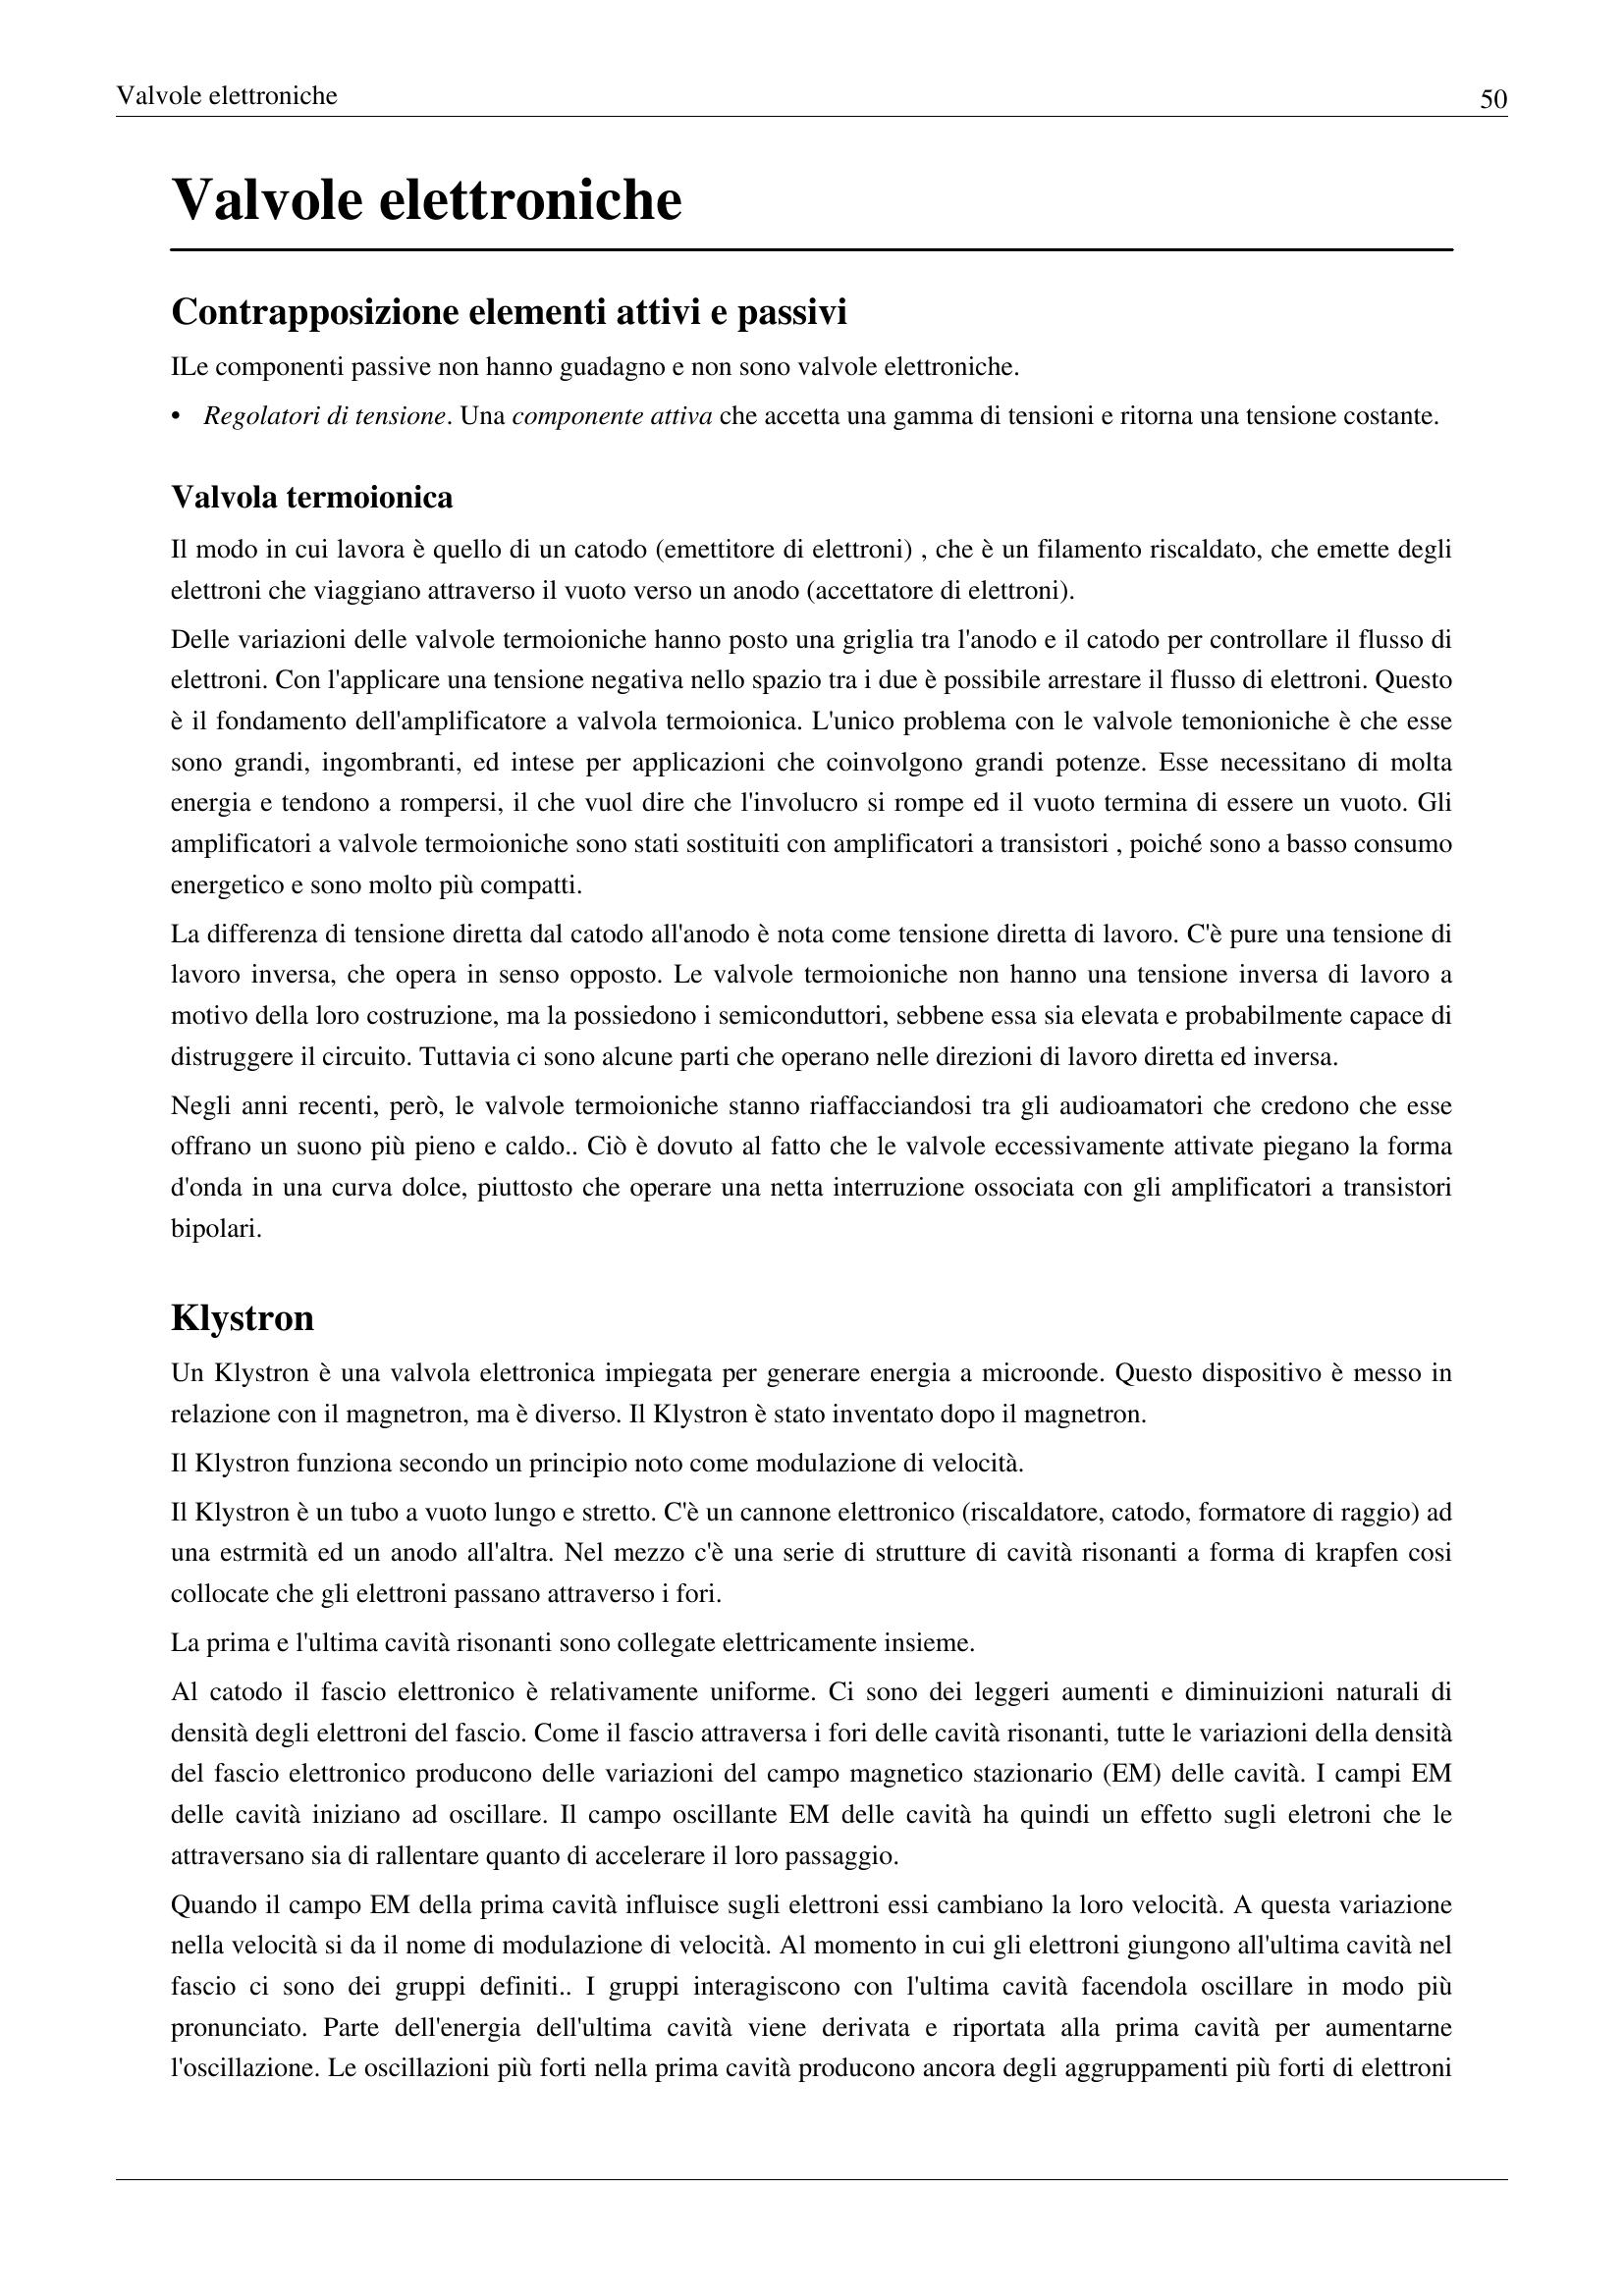 Valvole elettroniche
50
Valvole elettroniche
Contrapposizione elementi attivi e passivi
ILe componenti passive non hanno guadagno e non sono valvole elettroniche.
• Regolatori di tensione. Una componente attiva che accetta una gamma di tensioni e ritorna una tensione costante.
Valvola termoionica
Il modo in cui lavora è quello di un catodo (emettitore di elettroni) , che è un filamento riscaldato, che emette degli
elettroni che viaggiano attraverso il vuoto verso un anodo (accettatore di elettroni).
Delle variazioni delle valvole termoioniche hanno posto una griglia tra l'anodo e il catodo per controllare il flusso di
elettroni. Con l'applicare una tensione negativa nello spazio tra i due è possibile arrestare il flusso di elettroni. Questo
è il fondamento dell'amplificatore a valvola termoionica. L'unico problema con le valvole temonioniche è che esse
sono grandi, ingombranti, ed intese per applicazioni che coinvolgono grandi potenze. Esse necessitano di molta
energia e tendono a rompersi, il che vuol dire che l'involucro si rompe ed il vuoto termina di essere un vuoto. Gli
amplificatori a valvole termoioniche sono stati sostituiti con amplificatori a transistori , poiché sono a basso consumo
energetico e sono molto più compatti.
La differenza di tensione diretta dal catodo all'anodo è nota come tensione diretta di lavoro. C'è pure una tensione di
lavoro inversa, che opera in senso opposto. Le valvole termoioniche non hanno una tensione inversa di lavoro a
motivo della loro costruzione, ma la possiedono i semiconduttori, sebbene essa sia elevata e probabilmente capace di
distruggere il circuito. Tuttavia ci sono alcune parti che operano nelle direzioni di lavoro diretta ed inversa.
Negli anni recenti, però, le valvole termoioniche stanno riaffacciandosi tra gli audioamatori che credono che esse
offrano un suono più pieno e caldo.. Ciò è dovuto al fatto che le valvole eccessivamente attivate piegano la forma
d'onda in una curva dolce, piuttosto che operare una netta interruzione ossociata con gli amplificatori a transistori
bipolari.
Klystron
Un Klystron è una valvola elettronica impiegata per generare energia a microonde. Questo dispositivo è messo in
relazione con il magnetron, ma è diverso. Il Klystron è stato inventato dopo il magnetron.
Il Klystron funziona secondo un principio noto come modulazione di velocità.
Il Klystron è un tubo a vuoto lungo e stretto. C'è un cannone elettronico (riscaldatore, catodo, formatore di raggio) ad
una estrmità ed un anodo all'altra. Nel mezzo c'è una serie di strutture di cavità risonanti a forma di krapfen cosi
collocate che gli elettroni passano attraverso i fori.
La prima e l'ultima cavità risonanti sono collegate elettricamente insieme.
Al catodo il fascio elettronico è relativamente uniforme. Ci sono dei leggeri aumenti e diminuizioni naturali di
densità degli elettroni del fascio. Come il fascio attraversa i fori delle cavità risonanti, tutte le variazioni della densità
del fascio elettronico producono delle variazioni del campo magnetico stazionario (EM) delle cavità. I campi EM
delle cavità iniziano ad oscillare. Il campo oscillante EM delle cavità ha quindi un effetto sugli eletroni che le
attraversano sia di rallentare quanto di accelerare il loro passaggio.
Quando il campo EM della prima cavità influisce sugli elettroni essi cambiano la loro velocità. A questa variazione
nella velocità si da il nome di modulazione di velocità. Al momento in cui gli elettroni giungono all'ultima cavità nel
fascio ci sono dei gruppi definiti.. I gruppi interagiscono con l'ultima cavità facendola oscillare in modo più
pronunciato. Parte dell'energia dell'ultima cavità viene derivata e riportata alla prima cavità per aumentarne
l'oscillazione. Le oscillazioni più forti nella prima cavità producono ancora degli aggruppamenti più forti di elettroni